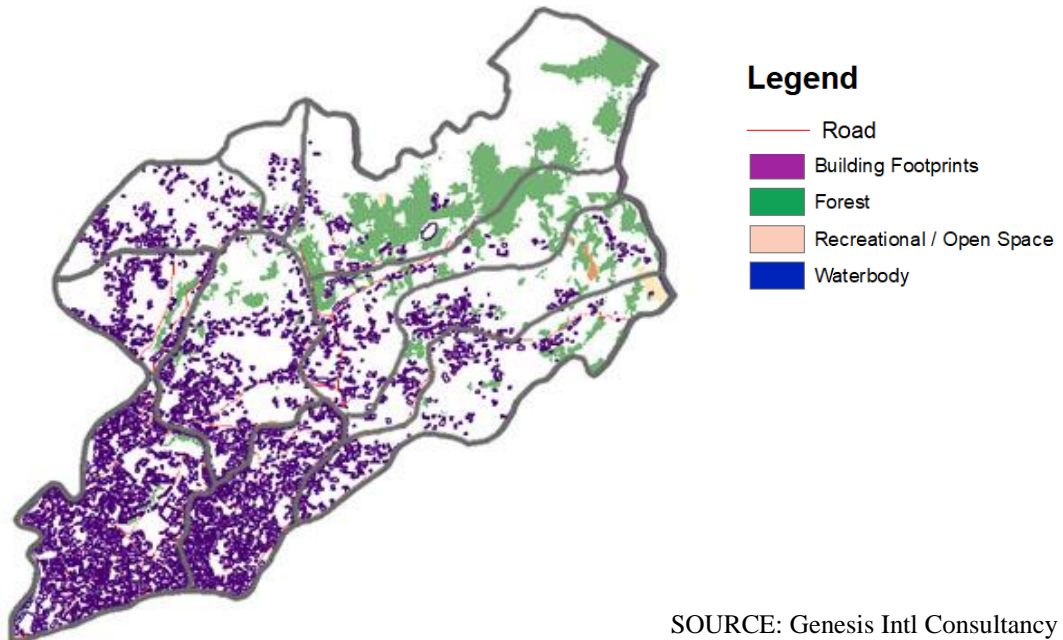 Legend
Road
Building Footprints
Forest
Recreational / Open Space
Waterbody
SOURCE: Genesis Intl Consultancy